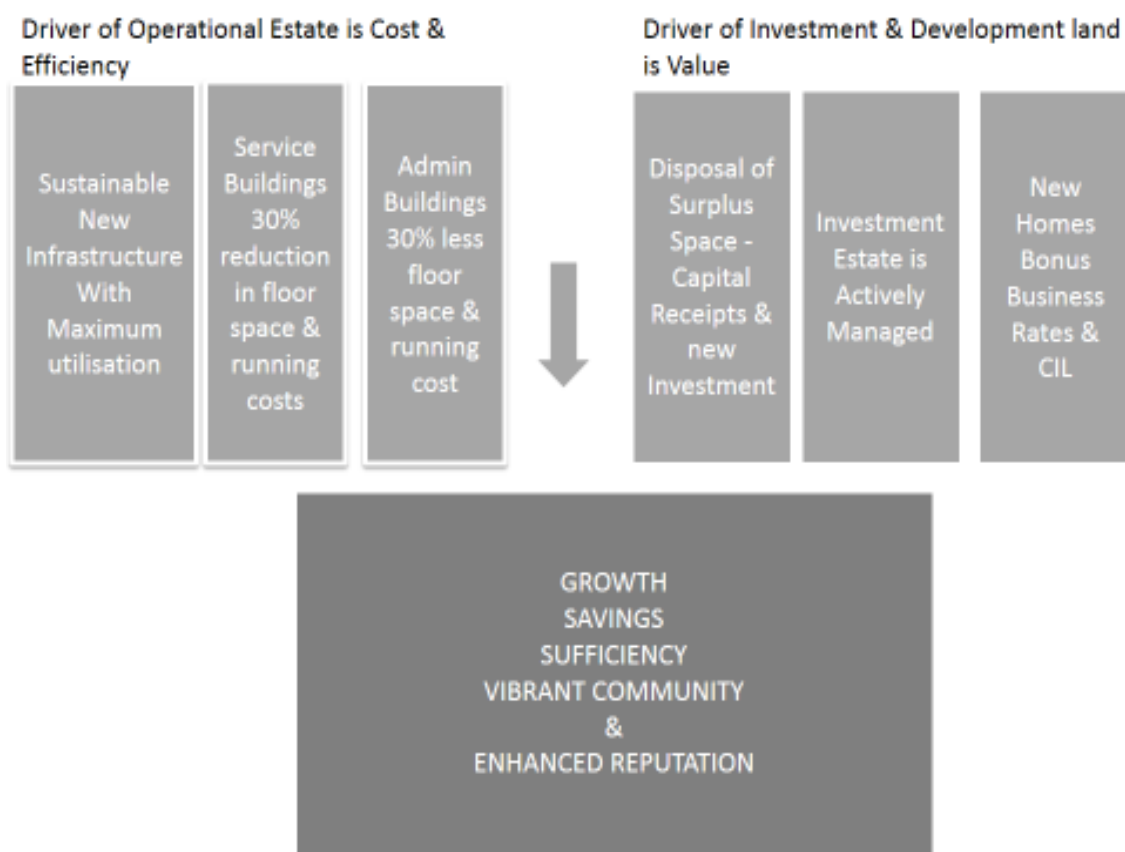 Driver of Operational Estate is Cost &
Efficiency
Driver of Investment & Development land
is Value
Sustainable
New
Infrastructure
With
Maximum
utilisation
Service
Buildings
30%
reduction
in floor
space &
running
costs
Admin
Buildings
30% less
floor
space &
running
cost
Disposal of
Surplus
Space -
Capital
Receipts &
new
Investment
Investment
Estate is
Actively
Managed
New
Homes
Bonus
Business
Rates &
CIL
GROWTH
SAVINGS
SUFFICIENCY
VIBRANT COMMUNITY
&
ENHANCED REPUTATION